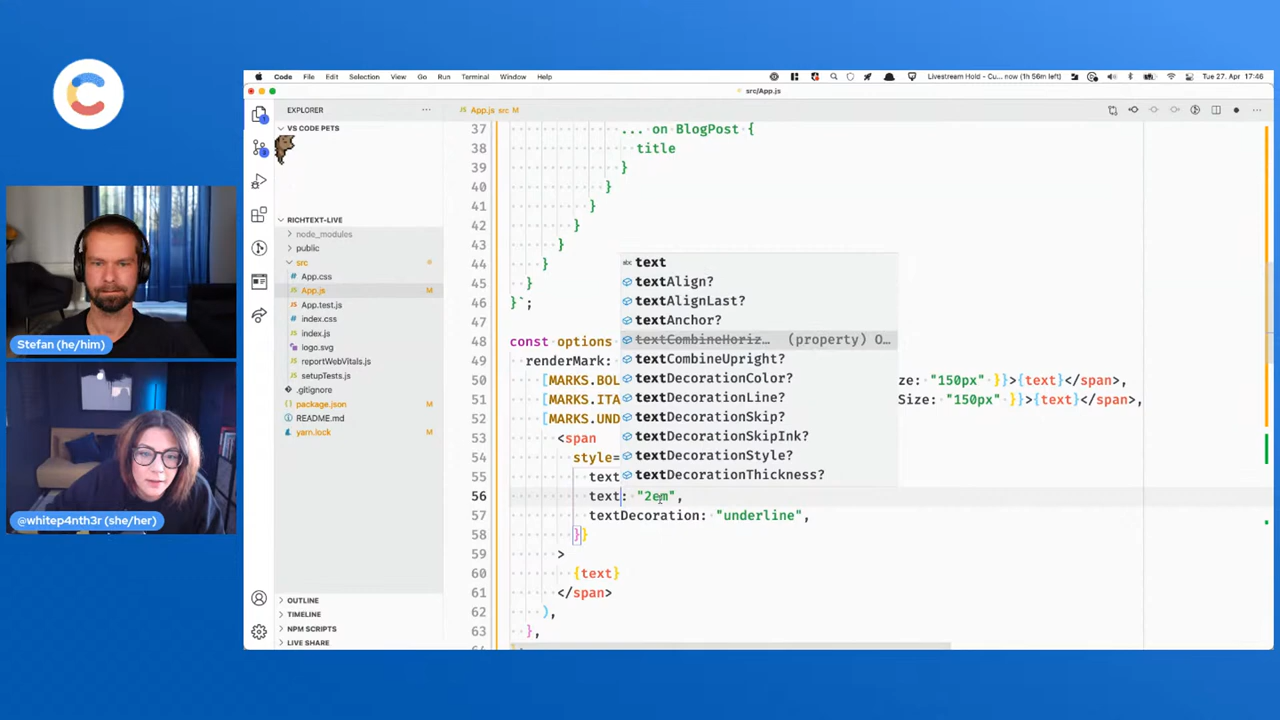 Code File Edit Selection View Go Run Terminal Window Help Livestream Hold - Cu... now (1h 56m left) Tue 27. Apr 17:46
src/App.js
EXPLORER ...
JS App.js src M
VS CODE PETS
RICHTEXT-LIVE
node_modules
public
src
# App.css
JS App.js M
JS App.test.js
# index.css
JS index.js
logo.svg
JS reportWebVitals.js
JS setupTests.js
.gitignore
package.json M
README.md
yarn.lock M
OUTLINE
TIMELINE
NPM SCRIPTS
LIVE SHARE
37 ... on BlogPost {
38 title
39 }
40 }
41 }
42 }
43 }
44 }
45 }
46 }`;
47
48 const options
49 renderMark:
50 [MARKS.BOL ze: "150px" }}>{text}</span>,
51 [MARKS.ITA Size: "150px" }}>{text}</span>,
52 [MARKS.UND
53 <span
54 style=
55 text
56 text: "2em",
57 textDecoration: "underline",
58 }}
59 >
60 {text}
61 </span>
62 ),
63 },
abc text
textAlign?
textAlignLast?
textAnchor?
textCombineHoriz... (property) O...
textCombineUpright?
textDecorationColor?
textDecorationLine?
textDecorationSkip?
textDecorationSkipInk?
textDecorationStyle?
textDecorationThickness?
Stefan (he/him)
@whitep4nth3r (she/her)